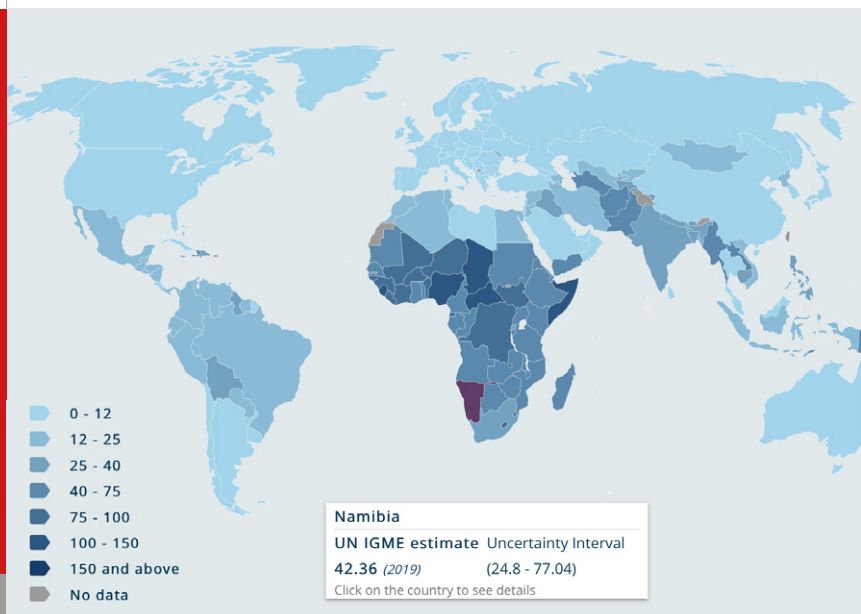 0 - 12
12 - 25
25 - 40
40 - 75
75 - 100
100 - 150
150 and above
No data
Namibia
UN IGME estimate Uncertainty Interval
42.36 (2019) (24.8 - 77.04)
Click on the country to see details